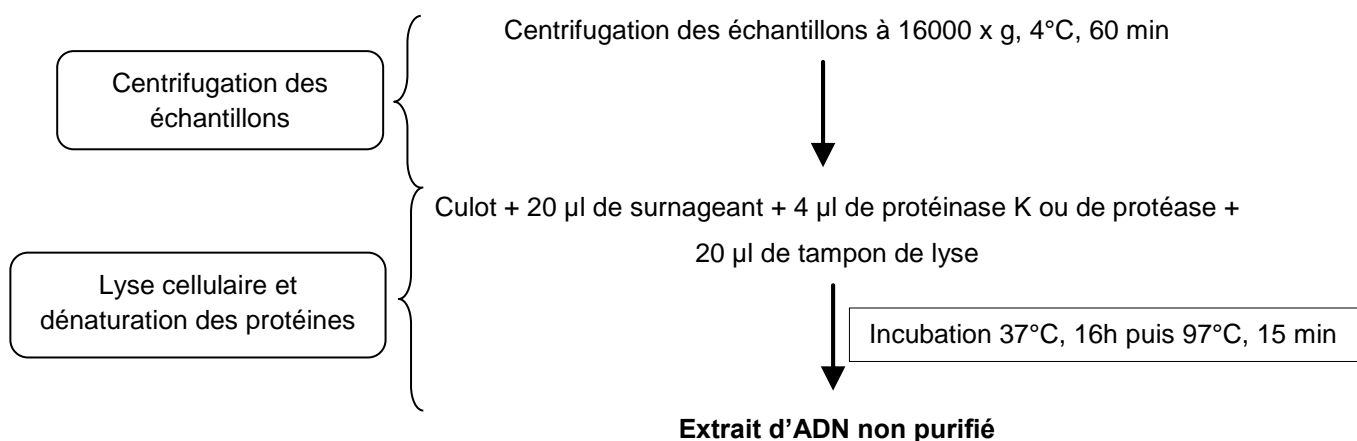 Centrifugation des échantillons à 16000 x g, 4°C, 60 min
Centrifugation des
échantillons
Culot + 20 µl de surnageant + 4 µl de protéinase K ou de protéase +
20 µl de tampon de lyse
Lyse cellulaire et
dénaturation des protéines
Incubation 37°C, 16h puis 97°C, 15 min
Extrait d'ADN non purifié